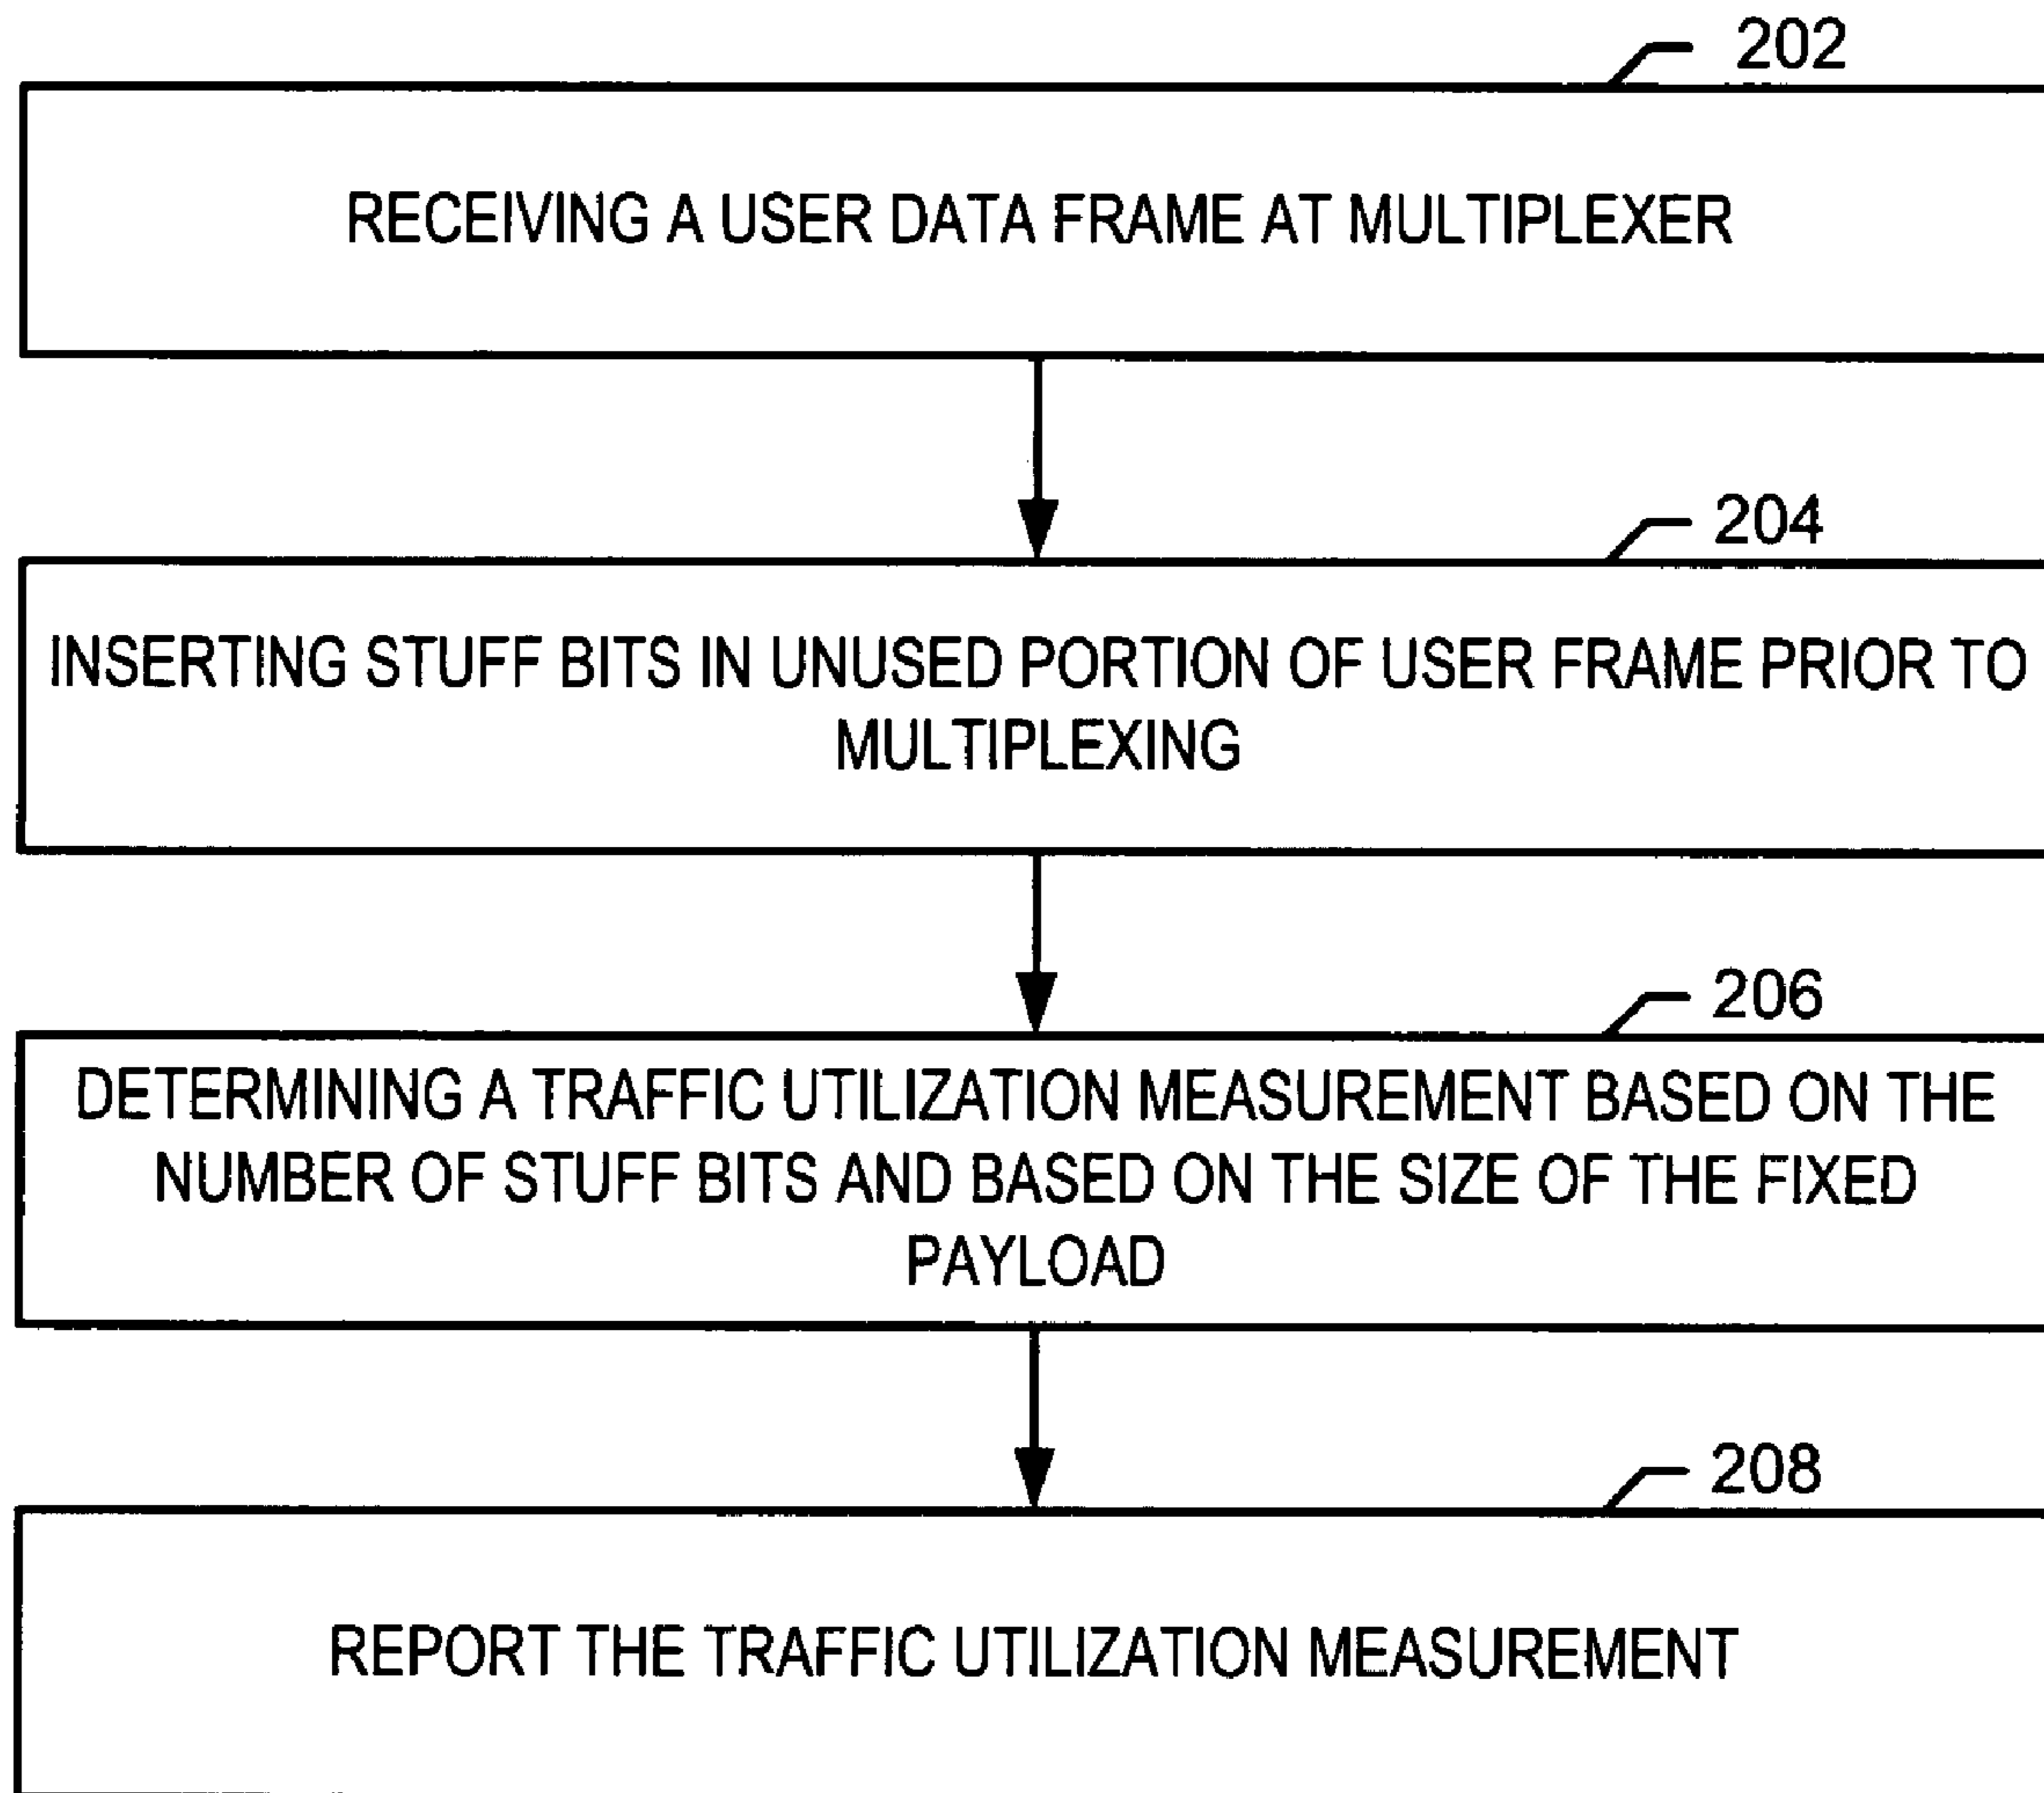 202
RECEIVING A USER DATA FRAME AT MULTIPLEXER
204
INSERTING STUFF BITS IN UNUSED PORTION OF USER FRAME PRIOR TO
MULTIPLEXING
206
DETERMINING A TRAFFIC UTILIZATION MEASUREMENT BASED ON THE
NUMBER OF STUFF BITS AND BASED ON THE SIZE OF THE FIXED
PAYLOAD
208
REPORT THE TRAFFIC UTILIZATION MEASUREMENT